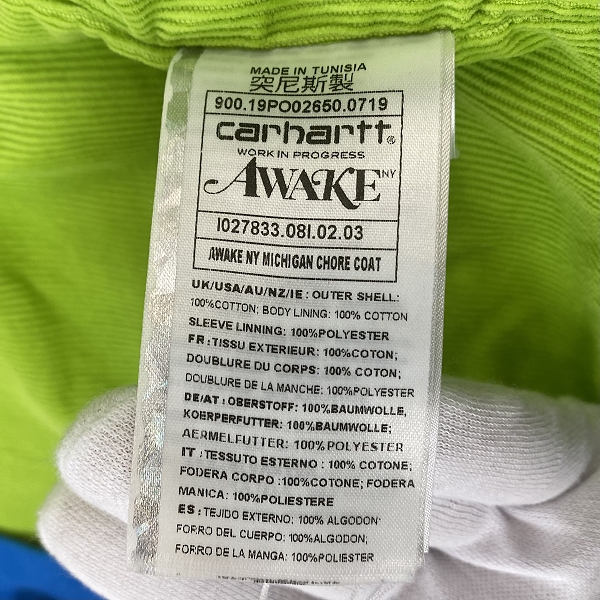 MADE IN TUNISIA
突尼斯製
900.19PO02650.0719
carhartt®
WORK IN PROGRESS
AWAKE NY
I027833.08I.02.03
AWAKE NY MICHIGAN CHORE COAT
UK/USA/AU/NZ/IE: OUTER SHELL:
100%COTTON; BODY LINING: 100% COTTON
SLEEVE LINNING: 100%POLYESTER
FR: TISSU EXTERIEUR: 100%COTON;
DOUBLURE DU CORPS: 100% COTON;
DOUBLURE DE LA MANCHE: 100%POLYESTER
DE/AT: OBERSTOFF: 100%BAUMWOLLE,
KOERPERFUTTER: 100%BAUMWOLLE;
AERMELFUTTER: 100%POLYESTER
IT: TESSUTO ESTERNO: 100% COTONE;
FODERA CORPO :100%COTONE; FODERA
MANICA: 100%POLIESTERE
ES: TEJIDO EXTERNO: 100% ALGODON;
FORRO DEL CUERPO: 100%ALGODON;
FORRO DE LA MANGA: 100%POLIESTER